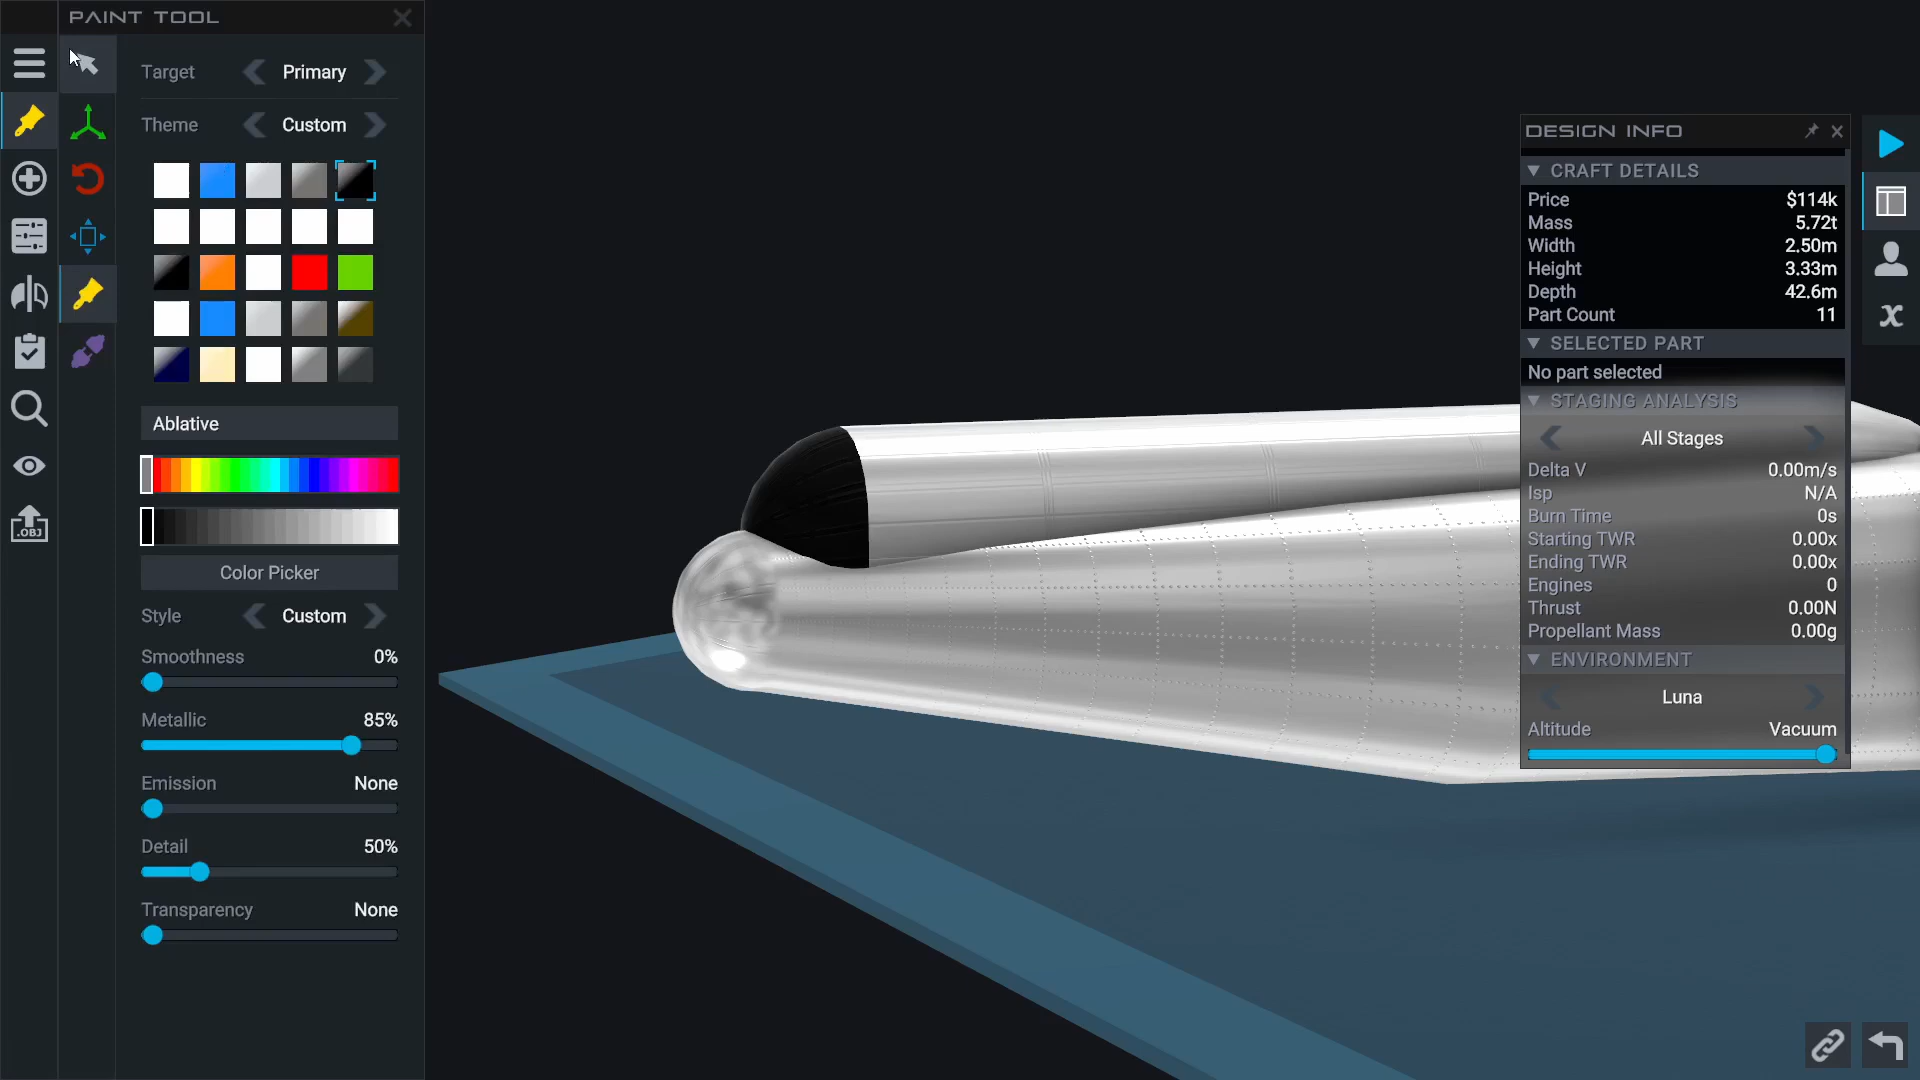 PAINT TOOL
Target Primary
Theme Custom
Ablative
Color Picker
Style Custom
Smoothness 0%
Metallic 85%
Emission None
Detail 50%
Transparency None
.OBJ
DESIGN INFO
CRAFT DETAILS
Price $114k
Mass 5.72t
Width 2.50m
Height 3.33m
Depth 42.6m
Part Count 11
SELECTED PART
No part selected
STAGING ANALYSIS
All Stages
Delta V 0.00m/s
Isp N/A
Burn Time 0s
Starting TWR 0.00x
Ending TWR 0.00x
Engines 0
Thrust 0.00N
Propellant Mass 0.00g
ENVIRONMENT
Luna
Altitude Vacuum
x